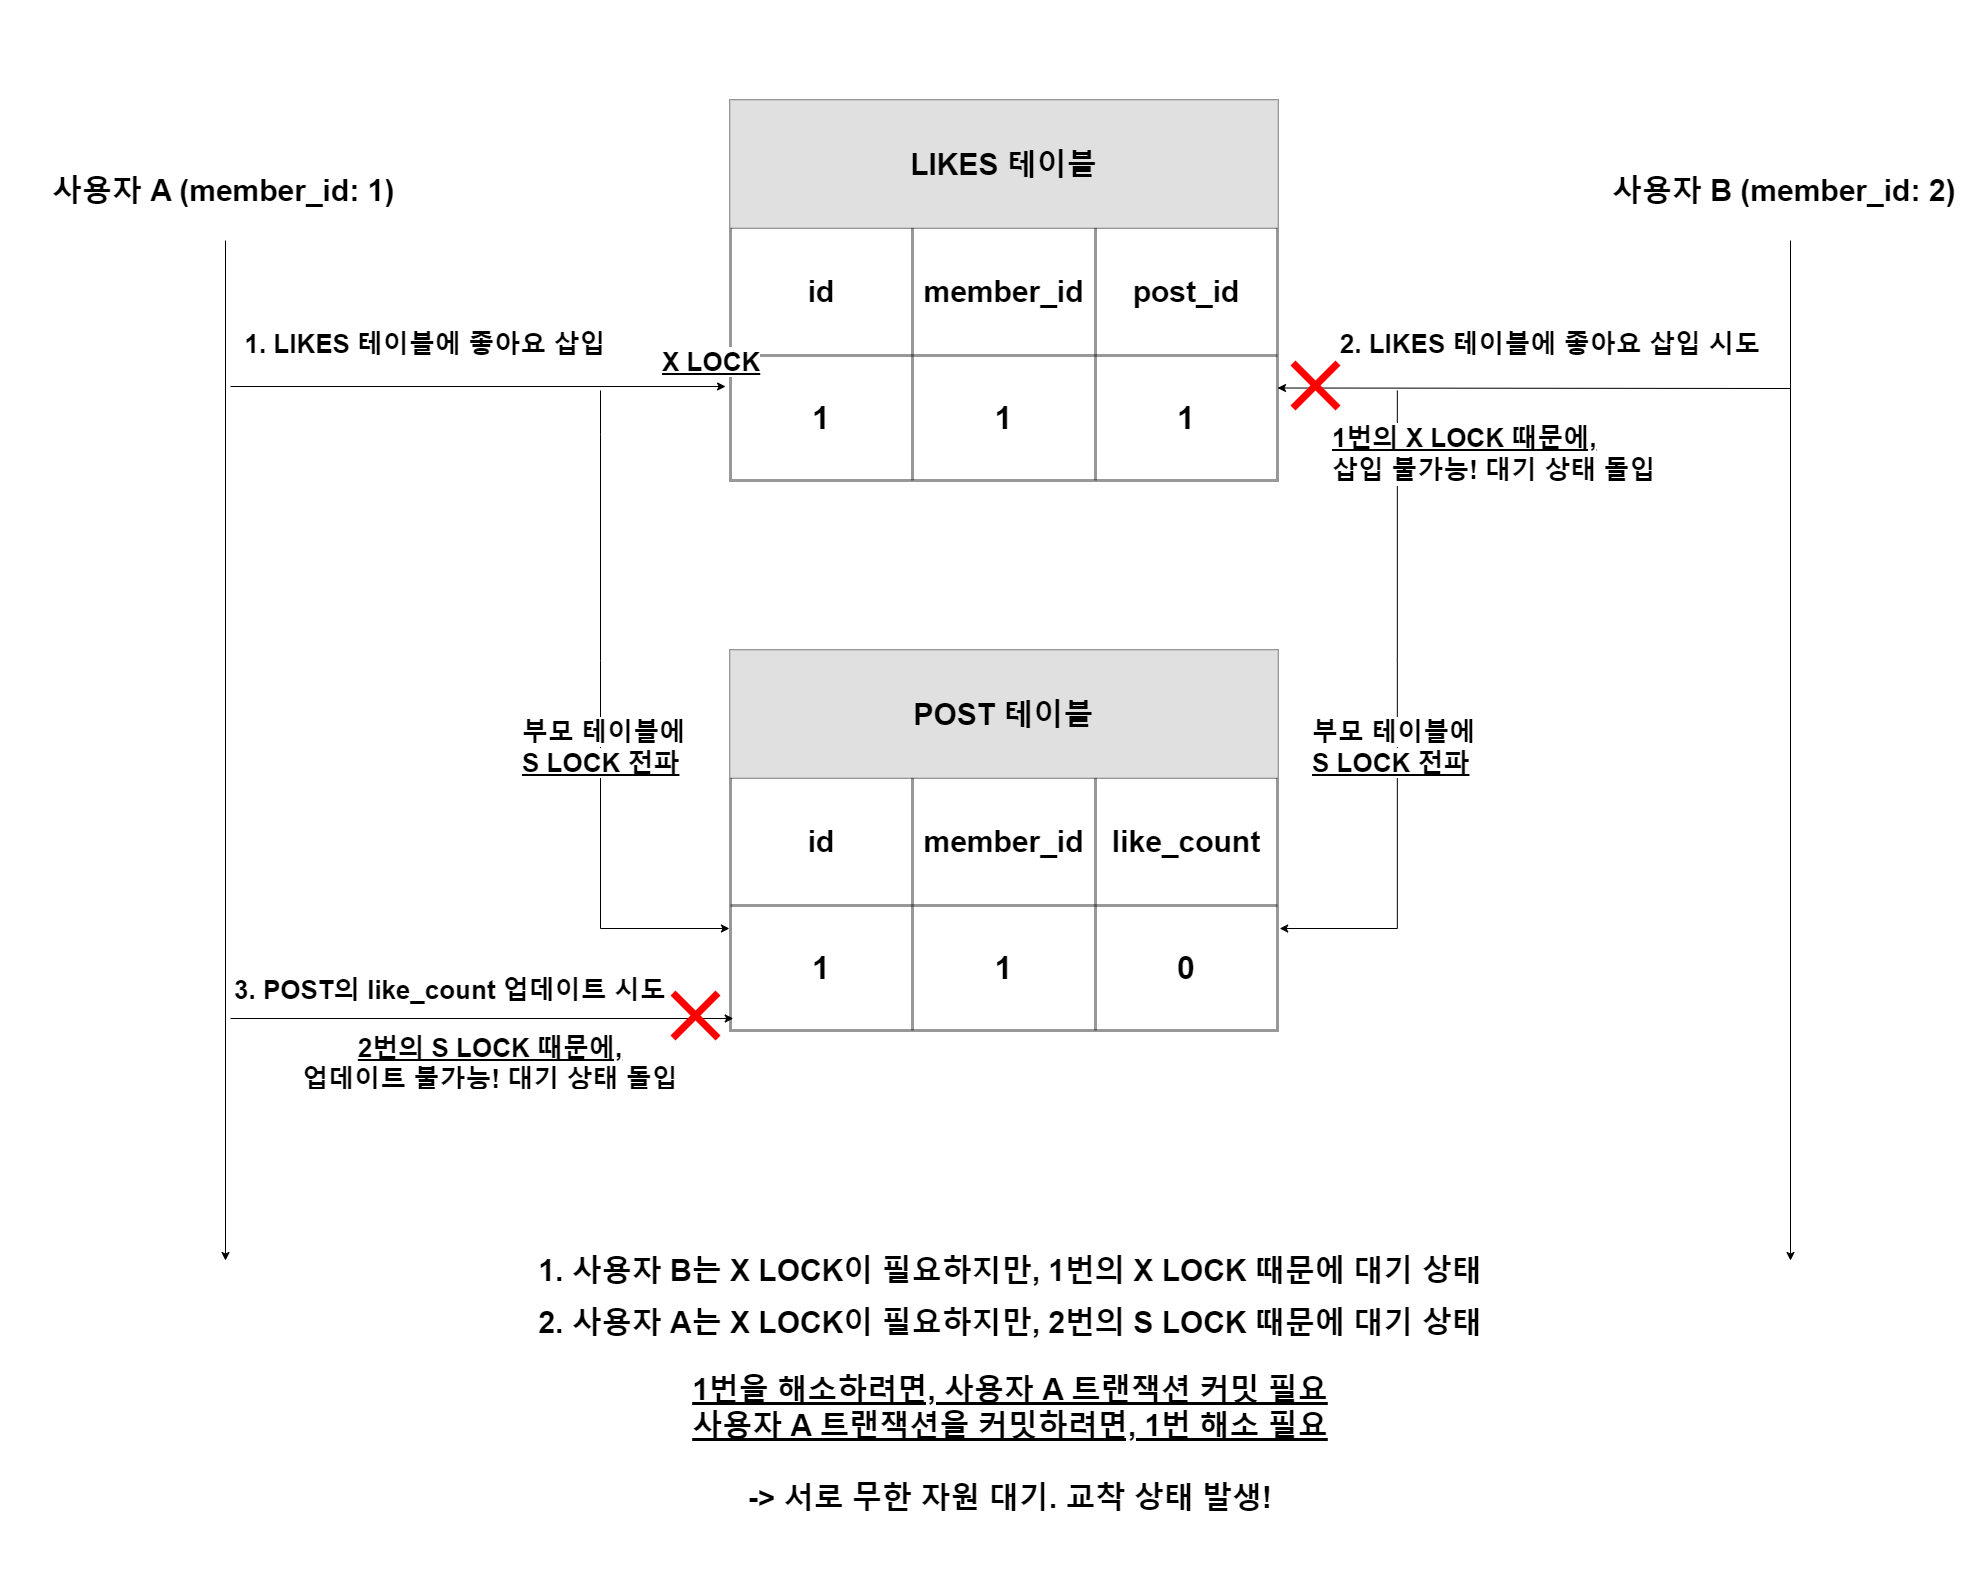 LIKES 테이블
사용자 A (member_id: 1)
사용자 B (member_id: 2)
id
member_id
post_id
1. LIKES 테이블에 좋아요 삽입
X LOCK
2. LIKES 테이블에 좋아요 삽입 시도
1
1
1
1번의 X LOCK 때문에,
삽입 불가능! 대기 상태 돌입
POST 테이블
부모 테이블에
S LOCK 전파
부모 테이블에
S LOCK 전파
id
member_id
like_count
1
1
0
3. POST의 like_count 업데이트 시도
2번의 S LOCK 때문에,
업데이트 불가능! 대기 상태 돌입
1. 사용자 B는 X LOCK이 필요하지만, 1번의 X LOCK 때문에 대기 상태
2. 사용자 A는 X LOCK이 필요하지만, 2번의 S LOCK 때문에 대기 상태
1번을 해소하려면, 사용자 A 트랜잭션 커밋 필요
사용자 A 트랜잭션을 커밋하려면, 1번 해소 필요
-> 서로 무한 자원 대기. 교착 상태 발생!